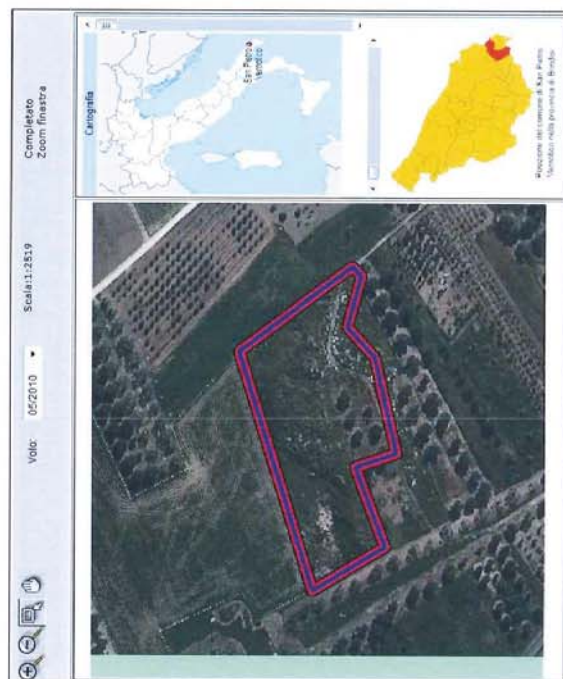 Volo: 05/2010 Scala:1:2519 Completato
Zoom finestra
Cartografia
San Pietro
Vernotico
Posizione del comune di San Pietro
Vernotico nella provincia di Brindisi